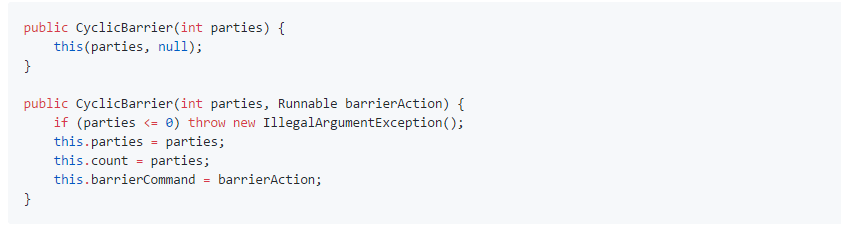 public CyclicBarrier(int parties) {
    this(parties, null);
}
public CyclicBarrier(int parties, Runnable barrierAction) {
    if (parties <= 0) throw new IllegalArgumentException();
    this.parties = parties;
    this.count = parties;
    this.barrierCommand = barrierAction;
}